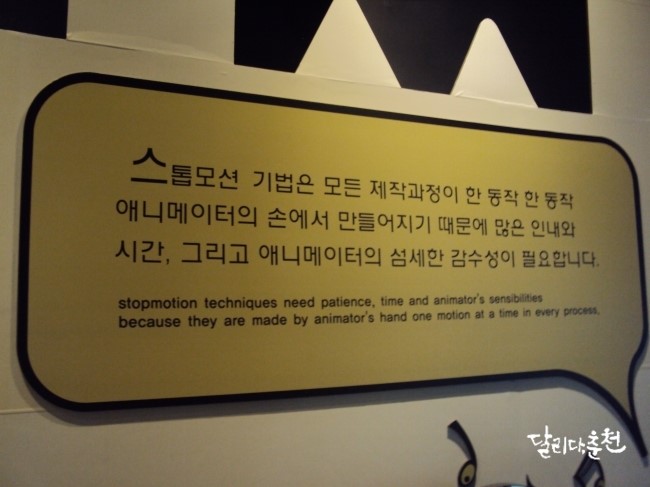 스톱모션 기법은 모든 제작과정이 한 동작 한 동작
애니메이터의 손에서 만들어지기 때문에 많은 인내와
시간, 그리고 애니메이터의 섬세한 감수성이 필요합니다.
stopmotion techniques need patience, time and animator's sensibilities
because they are made by animator's hand one motion at a time in every process.
달리다,춘천